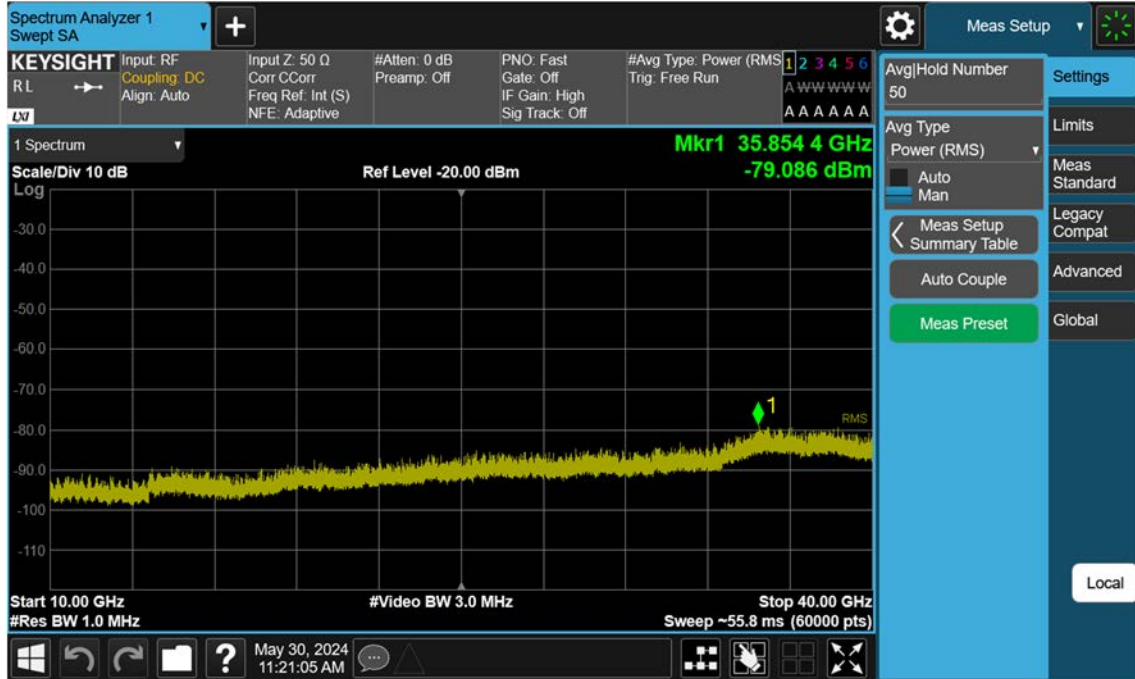 Spectrum Analyzer 1
Swept SA
+
Meas Setup
KEYSIGHT
R L
LXI
Input: RF
Coupling: DC
Align: Auto
Input Z: 50 Ω
Corr CCorr
Freq Ref: Int (S)
NFE: Adaptive
#Atten: 0 dB
Preamp: Off
PNO: Fast
Gate: Off
IF Gain: High
Sig Track: Off
#Avg Type: Power (RMS
Trig: Free Run
1 2 3 4 5 6
A W W W W W
A A A A A A
1 Spectrum
Scale/Div 10 dB
Ref Level -20.00 dBm
Mkr1 35.854 4 GHz
-79.086 dBm
Log
-30.0
-40.0
-50.0
-60.0
-70.0
-80.0
-90.0
-100
-110
1
RMS
Start 10.00 GHz
#Res BW 1.0 MHz
#Video BW 3.0 MHz
Stop 40.00 GHz
Sweep ~55.8 ms (60000 pts)
Avg|Hold Number
50
Avg Type
Power (RMS)
Auto
Man
Meas Setup
Summary Table
Auto Couple
Meas Preset
Settings
Limits
Meas
Standard
Legacy
Compat
Advanced
Global
Local
?
May 30, 2024
11:21:05 AM